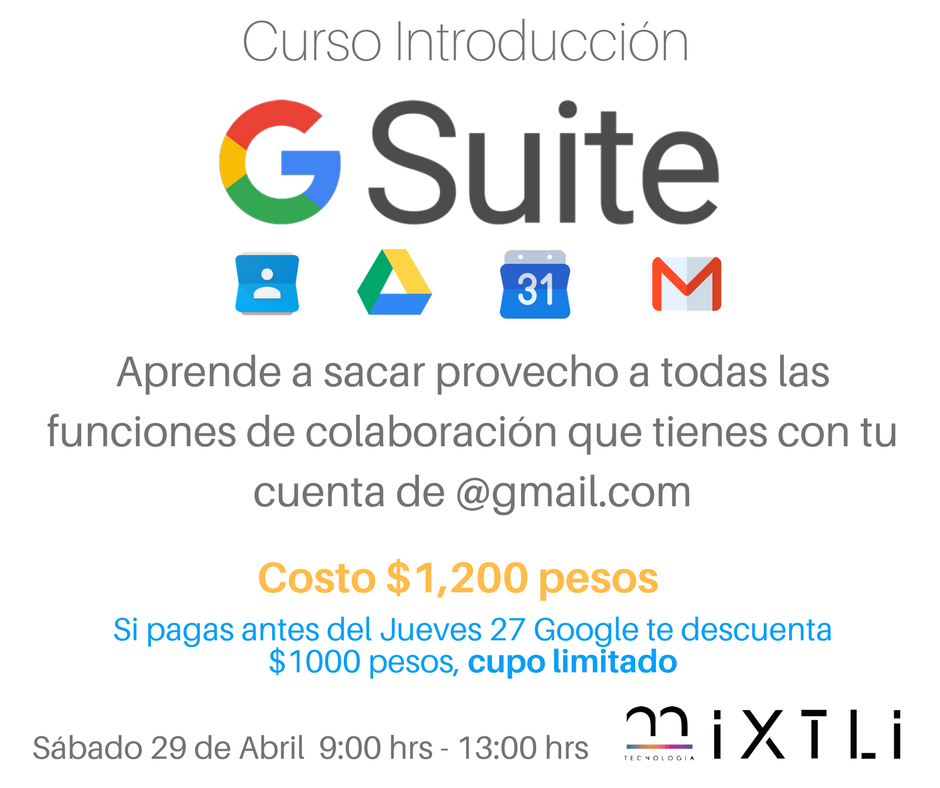 Curso Introducción
G Suite
31
Aprende a sacar provecho a todas las
funciones de colaboración que tienes con tu
cuenta de @gmail.com
Costo $1,200 pesos
Si pagas antes del Jueves 27 Google te descuenta
$1000 pesos, cupo limitado
Sábado 29 de Abril 9:00 hrs - 13:00 hrs
m iXTLi
TECNOLOGIA